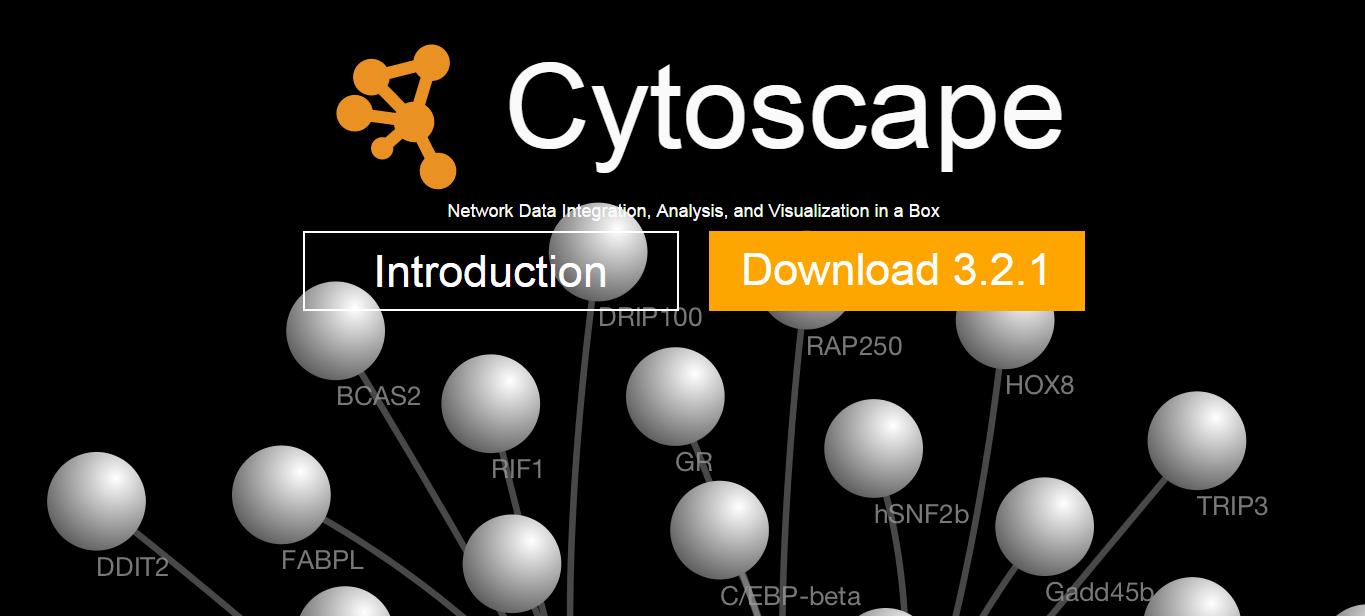 Cytoscape
Network Data Integration, Analysis, and Visualization in a Box
Introduction
Download 3.2.1
DRIP100
RAP250
HOX8
BCAS2
RIF1
GR
TRIP3
hSNF2b
FABPL
DDIT2
C/EBP-beta
Gadd45b